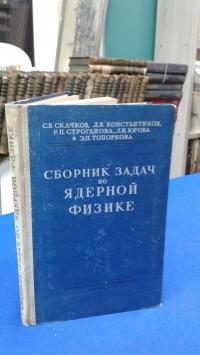 С.В.СКАЧКОВ, Л.В.КОНСТАНТИНОВ,
Р.П.СТРОГАНОВА, Л.Н.ЮРОВА
и Э.П.ТОПОРКОВА
СБОРНИК ЗАДАЧ
по
ЯДЕРНОЙ
ФИЗИКЕ